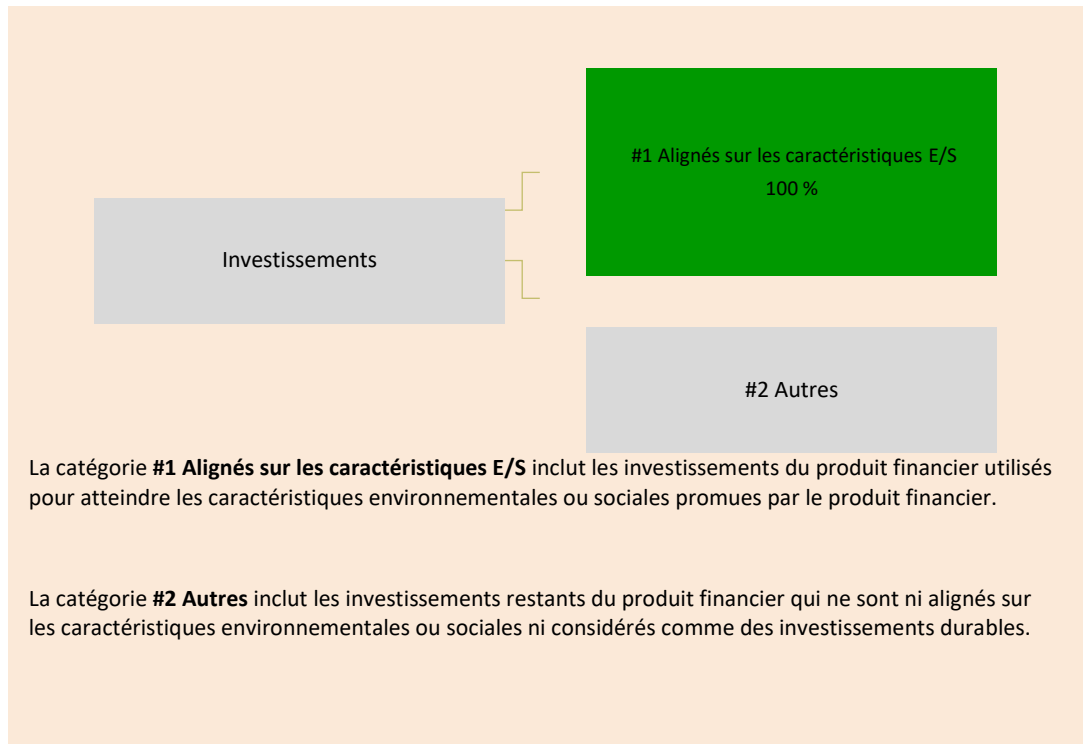 #1 Alignés sur les caractéristiques E/S
100 %
Investissements
#2 Autres
La catégorie #1 Alignés sur les caractéristiques E/S inclut les investissements du produit financier utilisés
pour atteindre les caractéristiques environnementales ou sociales promues par le produit financier.
La catégorie #2 Autres inclut les investissements restants du produit financier qui ne sont ni alignés sur
les caractéristiques environnementales ou sociales ni considérés comme des investissements durables.